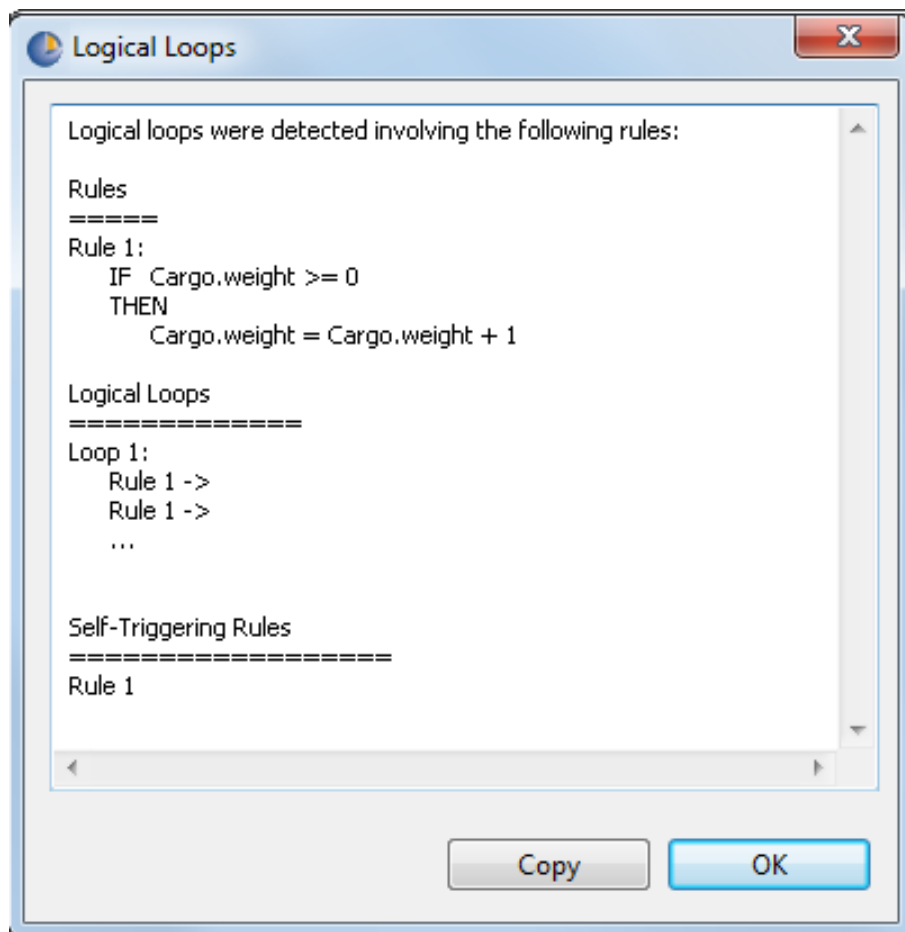 Logical Loops
Logical loops were detected involving the following rules:
Rules
=====
Rule 1:
IF Cargo.weight >= 0
THEN
Cargo.weight = Cargo.weight + 1
Logical Loops
=============
Loop 1:
Rule 1 ->
Rule 1 ->
...
Self-Triggering Rules
==================
Rule 1
Copy
OK